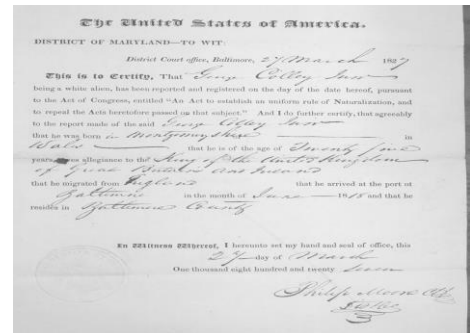 The United States of America.
DISTRICT OF MARYLAND—TO WIT:
District Court office, Baltimore, 27 March 1827
This is to Certify, That George Colley
being a white alien, has been reported and registered on the day of the date hereof, pursuant
to the Act of Congress, entitled "An Act to establish an uniform rule of Naturalization, and
to repeal the Acts heretofore passed on that subject." And I do further certify, that agreeably
to the report made of the said George Colley
that he was born in Montgomeryshire in
Wales that he is of the age of Twenty five
years owes allegiance to the King of the United Kingdom
of Great Britain and Ireland
that he migrated from England that he arrived at the port at
Baltimore in the month of June 1818 and that he
resides in Baltimore County
In Witness Whereof, I hereunto set my hand and seal of office, this
27 day of March
One thousand eight hundred and twenty seven
Philip Moore Clk